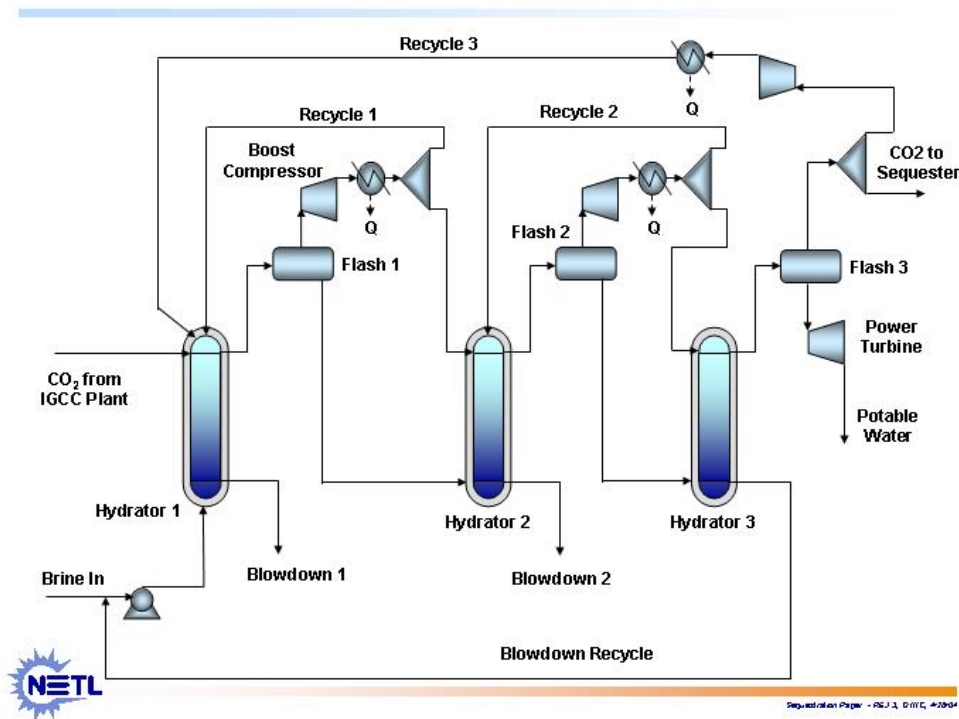 Recycle 3
Q
Recycle 1
Recycle 2
Boost
Compressor
CO2 to
Sequester
Q
Flash 2
Q
Flash 1
Flash 3
Power
Turbine
CO2 from
IGCC Plant
Potable
Water
Hydrator 1
Hydrator 2
Hydrator 3
Brine In
Blowdown 1
Blowdown 2
Blowdown Recycle
NETL
Sequestration Paper -